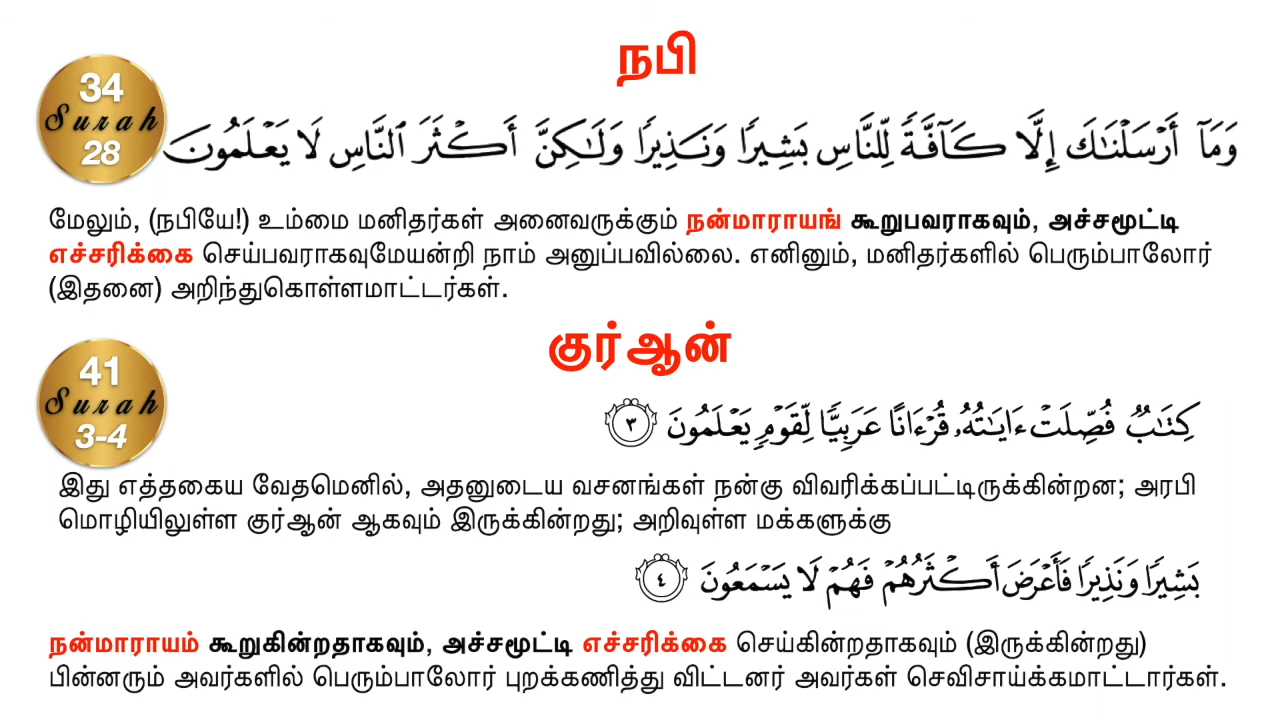 நபி
34
Surah
28
وَمَآ أَرْسَلْنَـٰكَ إِلَّا كَآفَّةً لِّلنَّاسِ بَشِيرًا وَنَذِيرًا وَلَـٰكِنَّ أَكْثَرَ ٱلنَّاسِ لَا يَعْلَمُونَ
மேலும், (நபியே!) உம்மை மனிதர்கள் அனைவருக்கும் நன்மாராயங் கூறுபவராகவும், அச்சமூட்டி
எச்சரிக்கை செய்பவராகவுமேயன்றி நாம் அனுப்பவில்லை. எனினும், மனிதர்களில் பெரும்பாலோர்
(இதனை) அறிந்துகொள்ளமாட்டர்கள்.
குர்ஆன்
41
Surah
3-4
كِتَـٰبٌ فُصِّلَتْ ءَايَـٰتُهُۥ قُرْءَانًا عَرَبِيًّا لِّقَوْمٍ يَعْلَمُونَ ٣
இது எத்தகைய வேதமெனில், அதனுடைய வசனங்கள் நன்கு விவரிக்கப்பட்டிருக்கின்றன; அரபி
மொழியிலுள்ள குர்ஆன் ஆகவும் இருக்கின்றது; அறிவுள்ள மக்களுக்கு
بَشِيرًا وَنَذِيرًا فَأَعْرَضَ أَكْثَرُهُمْ فَهُمْ لَا يَسْمَعُونَ ٤
நன்மாராயம் கூறுகின்றதாகவும், அச்சமூட்டி எச்சரிக்கை செய்கின்றதாகவும் (இருக்கின்றது)
பின்னரும் அவர்களில் பெரும்பாலோர் புறக்கணித்து விட்டனர் அவர்கள் செவிசாய்க்கமாட்டார்கள்.